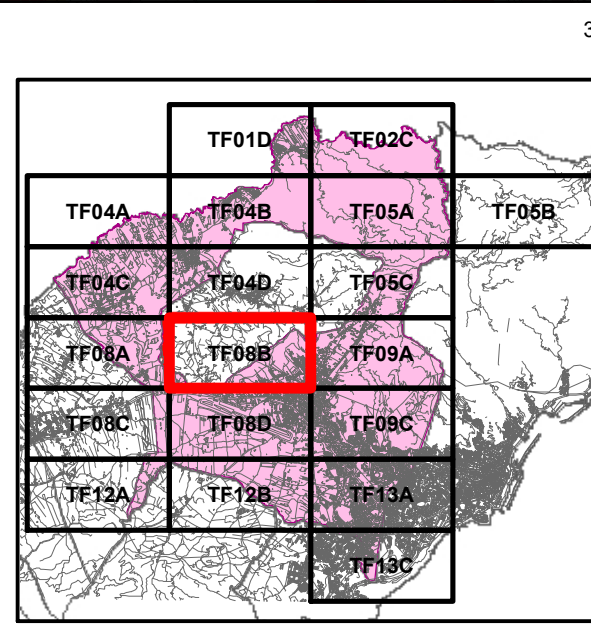 3
TF01D TF02C
TF04A TF04B TF05A TF05B
TF04C TF04D TF05C
TF08A TF08B TF09A
TF08C TF08D TF09C
TF12A TF12B TF13A
TF13C